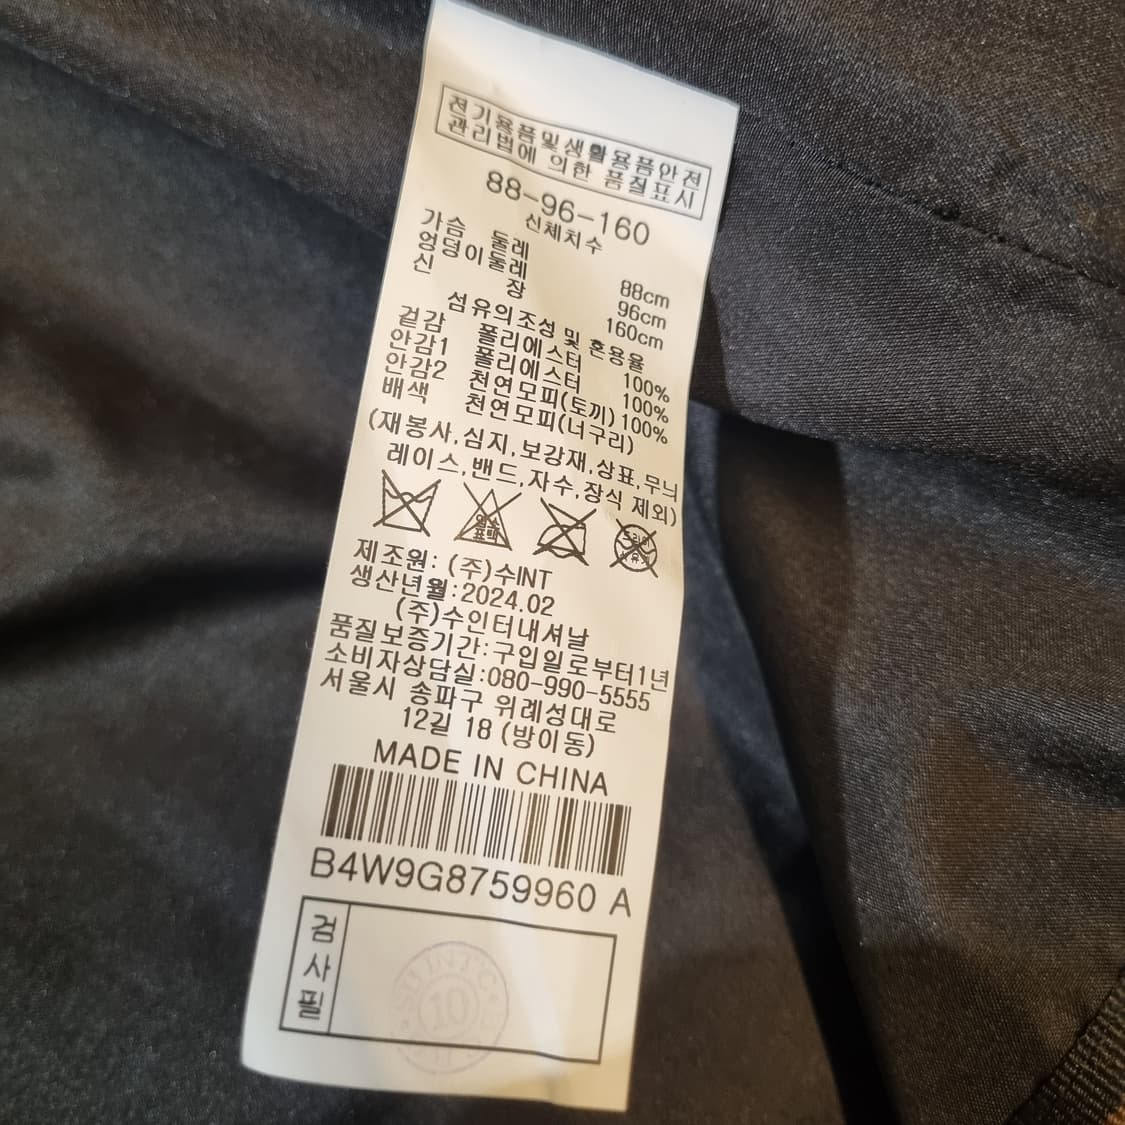 전기용품및생활용품안전
관리법에 의한 품질표시
88-96-160
신체치수
가슴 둘레 88cm
엉덩이둘레 96cm
신 장 160cm
섬유의조성 및 혼용율
겉감 폴리에스터 100%
안감1 폴리에스터 100%
안감2 천연모피(토끼)100%
배색 천연모피(너구리)
(재봉사,심지,보강재,상표,무늬
레이스,밴드,자수,장식 제외)
염소
표백
제조원: (주)수INT
생산년월:2024.02
(주)수인터내셔날
품질보증기간:구입일로부터1년
소비자상담실:080-990-5555
서울시 송파구 위례성대로
12길 18 (방이동)
MADE IN CHINA
B4W9G8759960 A
검사필
10